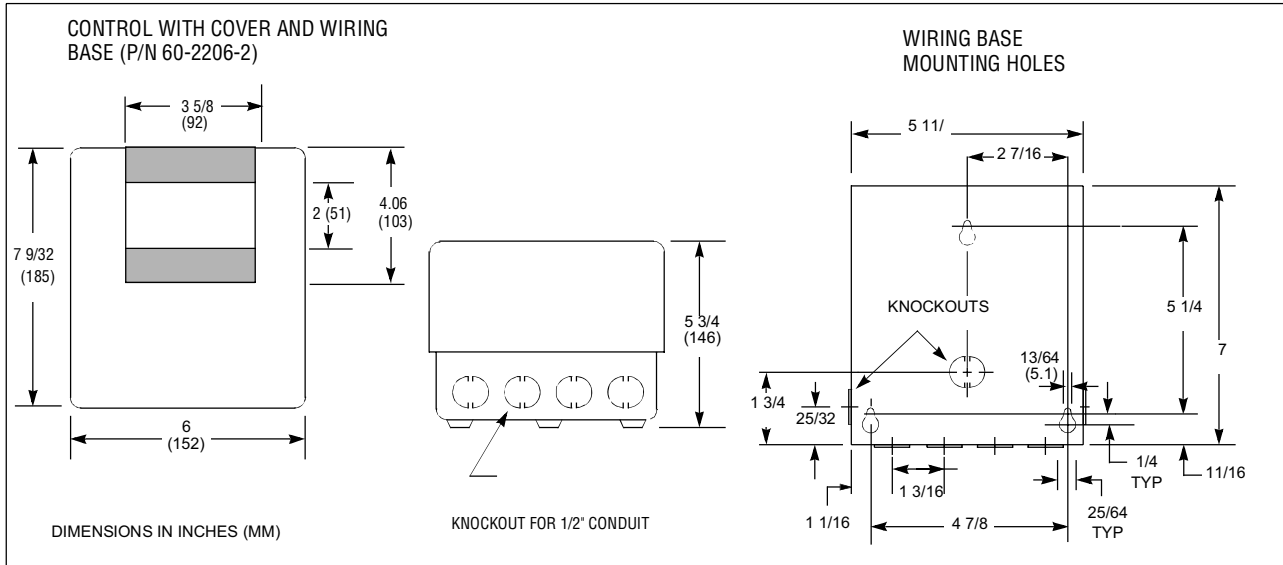 CONTROL WITH COVER AND WIRING
BASE (P/N 60-2206-2)
3 5/8
(92)
2 (51)
4.06
(103)
7 9/32
(185)
6
(152)
DIMENSIONS IN INCHES (MM)
5 3/4
(146)
KNOCKOUT FOR 1/2" CONDUIT
WIRING BASE
MOUNTING HOLES
5 11/
2 7/16
KNOCKOUTS
5 1/4
7
13/64
(5.1)
1 3/4
25/32
1 3/16
1/4
TYP
11/16
1 1/16
4 7/8
25/64
TYP